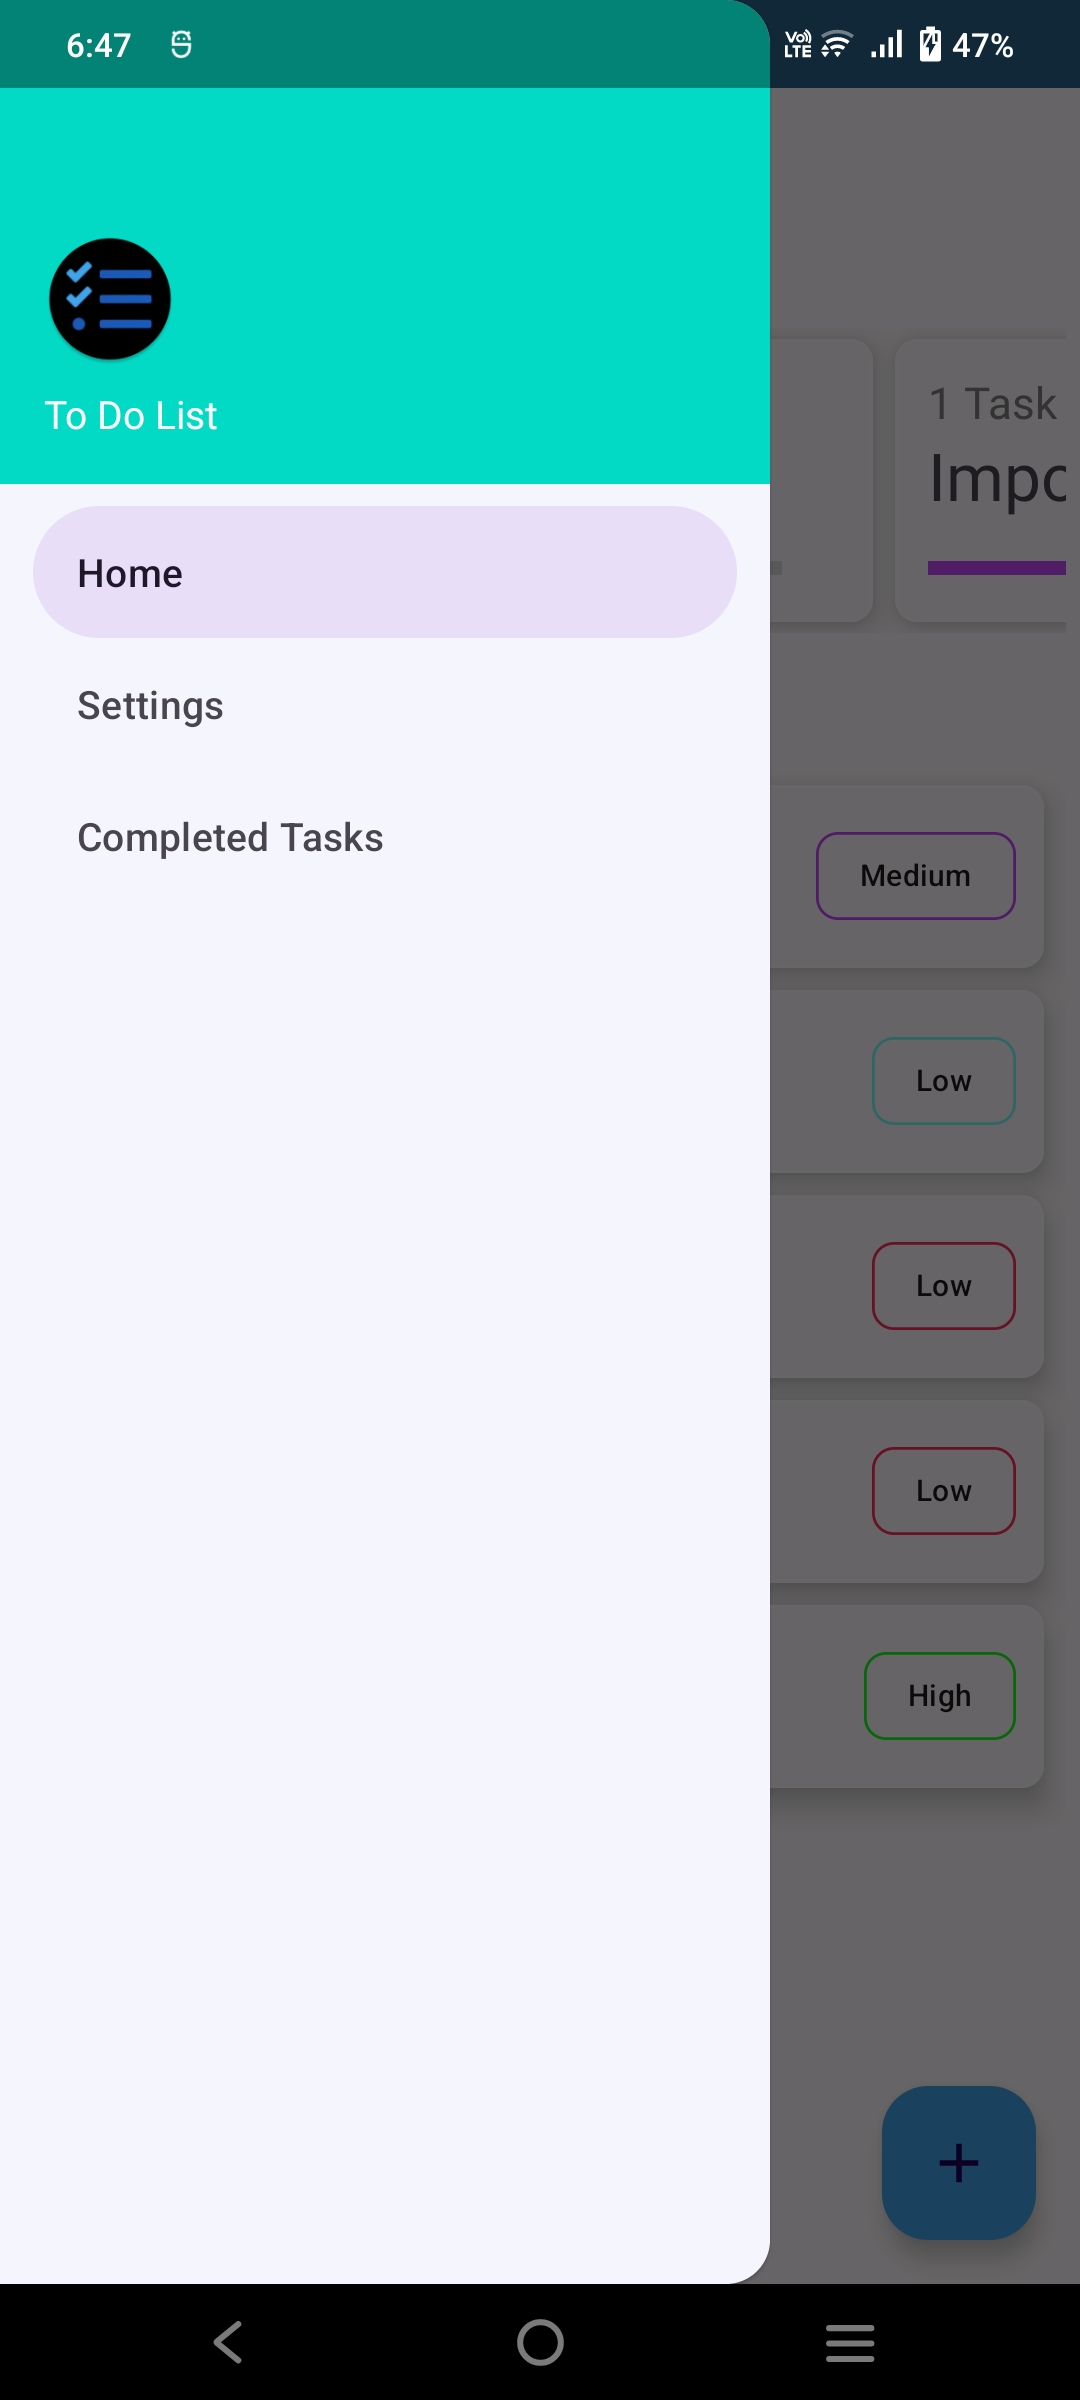 6:47
Vo) LTE 47%
To Do List
Home
Settings
Completed Tasks
1 Task
Impo
Medium
Low
Low
Low
High